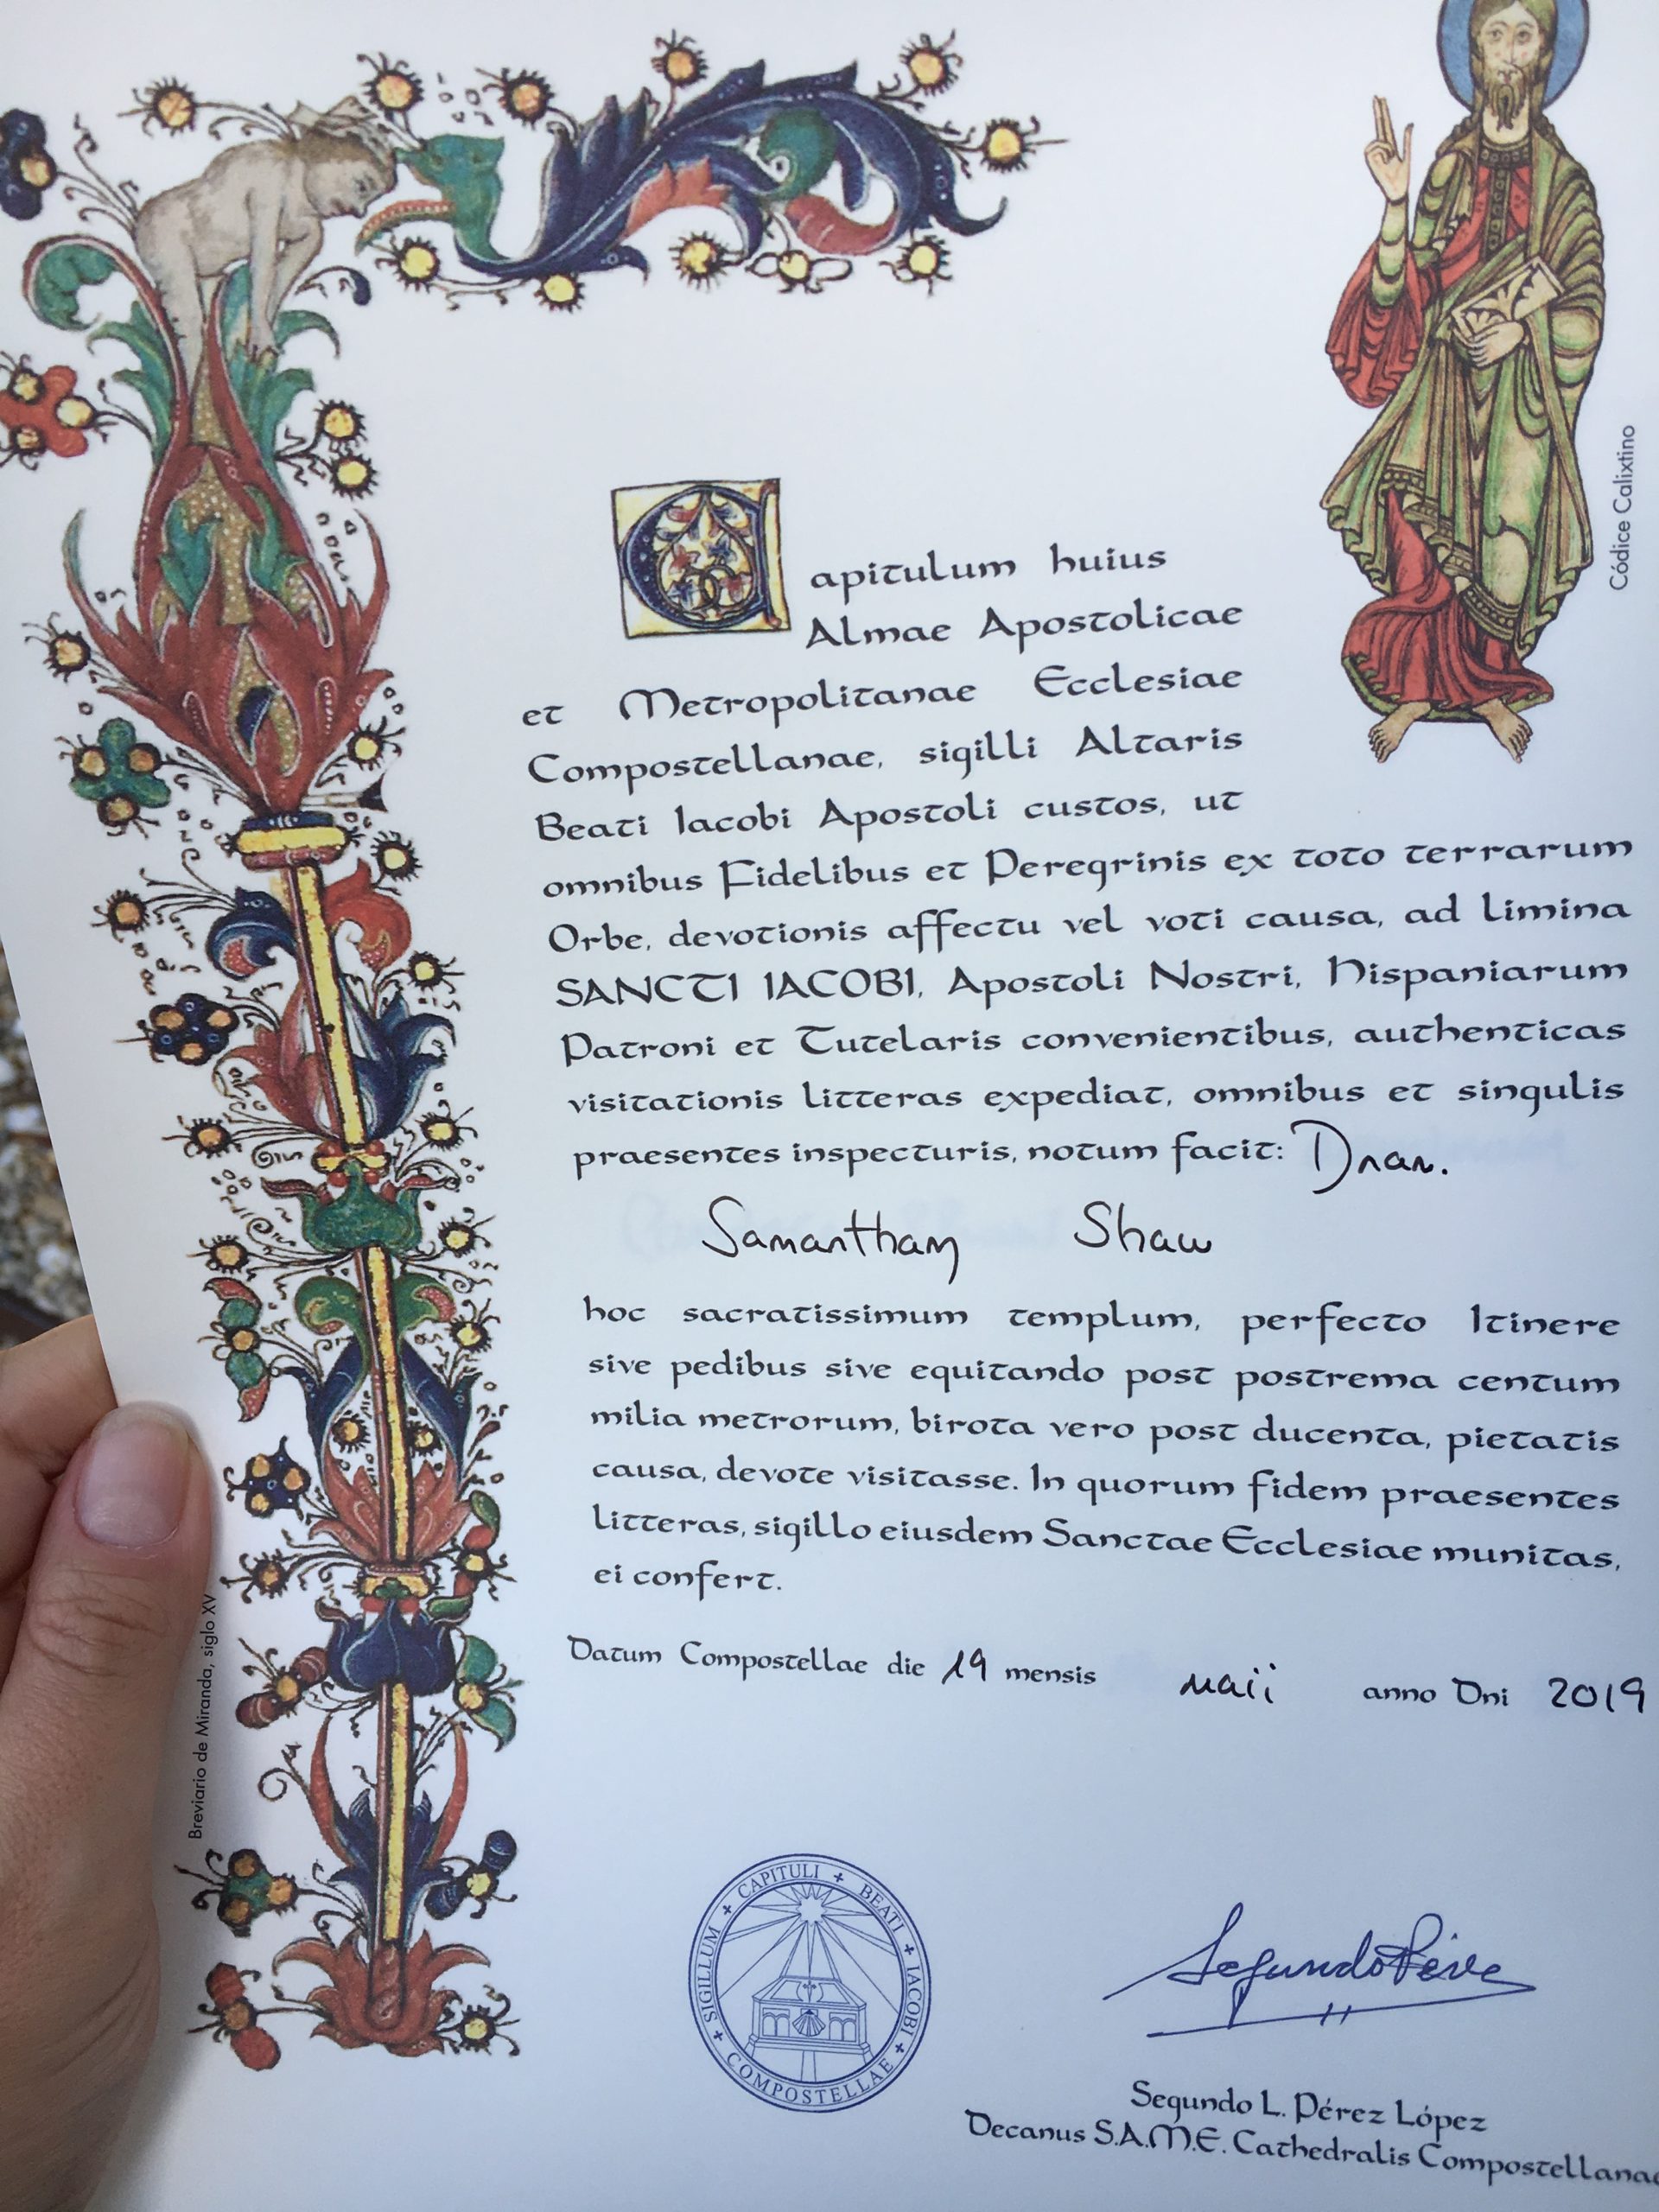 Capitulum huius
Almae Apostolicae
et Metropolitanae Ecclesiae
Compostellanae, sigilli Altaris
Beati Iacobi Apostoli custos, ut
omnibus Fidelibus et Peregrinis ex toto terrarum
Orbe, devotionis affectu vel voti causa, ad limina
SANCTI IACOBI, Apostoli Nostri, Hispaniarum
Patroni et Tutelaris convenientibus, authenticas
visitationis litteras expediat, omnibus et singulis
praesentes inspecturis, notum facit: Dnam.
Samantham Shaw
hoc sacratissimum templum, perfecto Itinere
sive pedibus sive equitando post postrema centum
milia metrorum, birota vero post ducenta, pietatis
causa, devote visitasse. In quorum fidem praesentes
litteras, sigillo eiusdem Sanctae Ecclesiae munitas,
ei confert.
Datum Compostellae die 19 mensis maii anno Dni 2019
SIGILLUM + CAPITULI + BEATI + IACOBI + COMPOSTELLAE +
Segundo Pérez
Segundo L. Pérez López
Decanus S.A.M.E. Cathedralis Compostellanae
Códice Calixtino
Breviario de Miranda, siglo XV